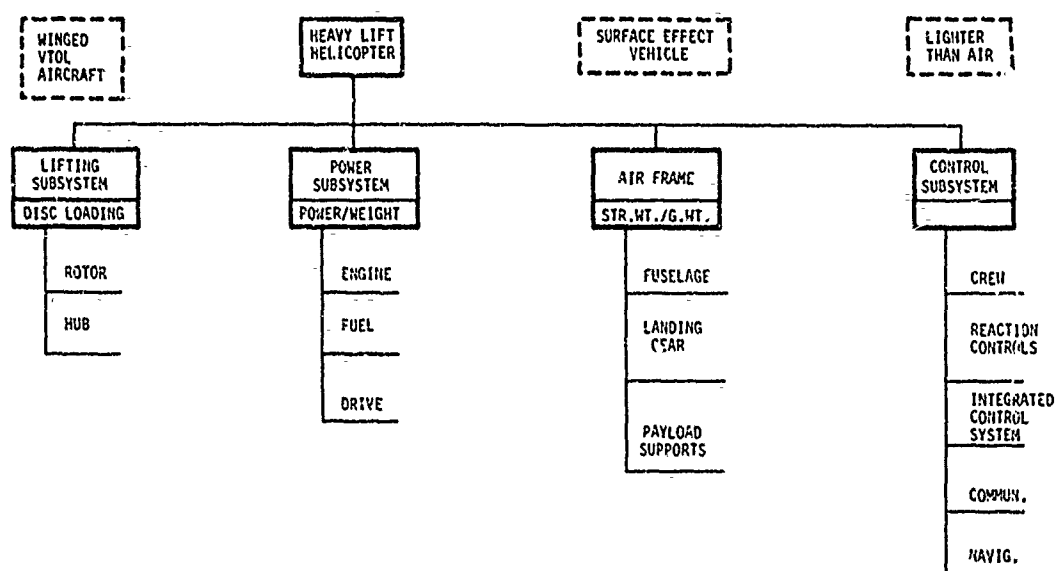 WINGED
VTOL
AIRCRAFT
HEAVY LIFT
HELICOPTER
SURFACE EFFECT
VEHICLE
LIGHTER
THAN AIR
LIFTING
SUBSYSTEM
DISC LOADING
POWER
SUBSYSTEM
POWER/WEIGHT
AIR FRAME
STR.WT./G.WT.
CONTROL
SUBSYSTEM
ROTOR
HUB
ENGINE
FUEL
DRIVE
FUSELAGE
LANDING
GEAR
PAYLOAD
SUPPORTS
CREW
REACTION
CONTROLS
INTEGRATED
CONTROL
SYSTEM
COMMUN.
NAVIG.